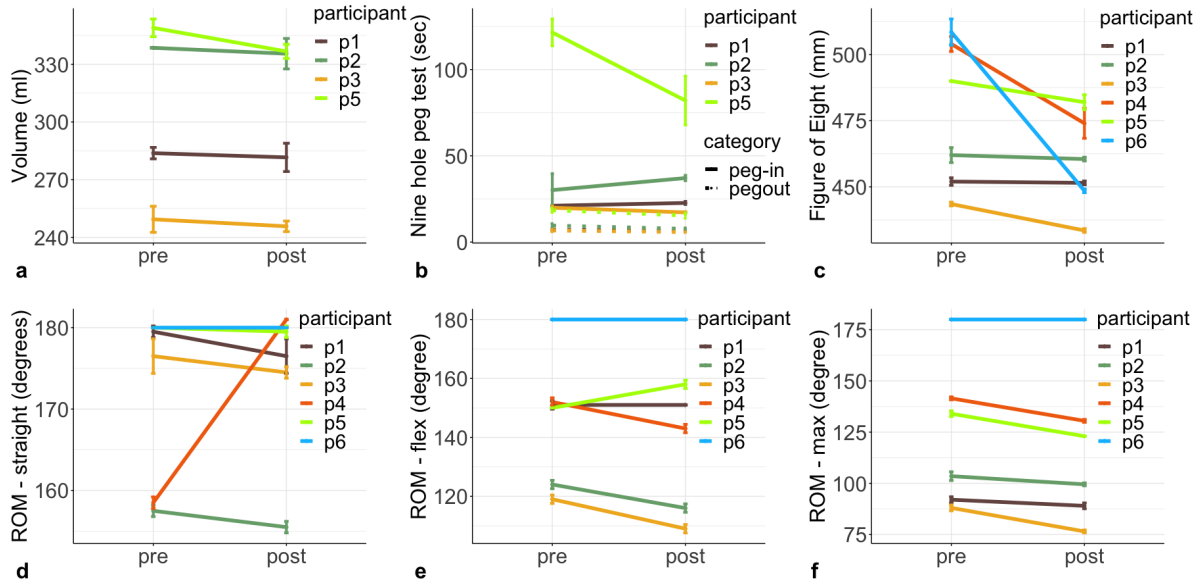 Volume (ml)
330
300
270
240
pre
post
participant
p1
p2
p3
p5
a
Nine hole peg test (sec)
100
50
0
pre
post
participant
p1
p2
p3
p5
category
peg-in
pegout
b
Figure of Eight (mm)
500
475
450
pre
post
participant
p1
p2
p3
p4
p5
p6
c
ROM - straight (degrees)
180
170
160
pre
post
participant
p1
p2
p3
p4
p5
p6
d
ROM - flex (degree)
180
160
140
120
pre
post
participant
p1
p2
p3
p4
p5
p6
e
ROM - max (degree)
175
150
125
100
75
pre
post
participant
p1
p2
p3
p4
p5
p6
f